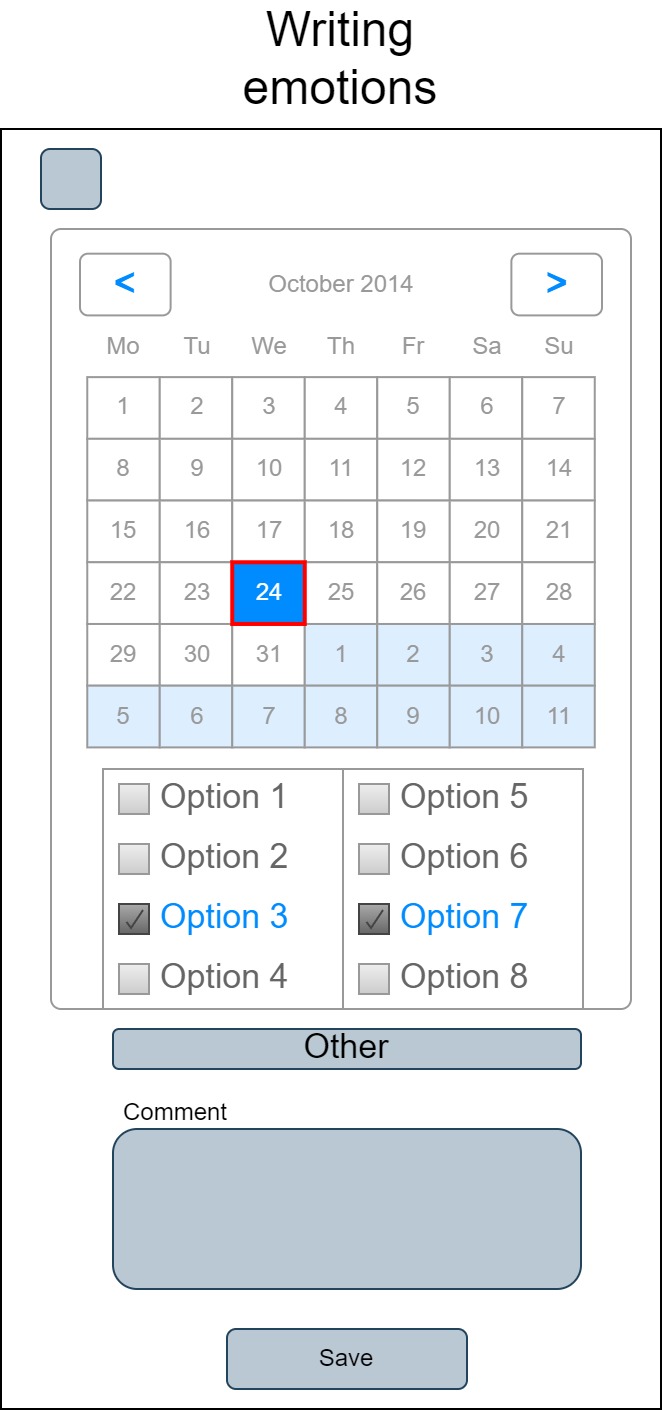 Writing
emotions
< October 2014 >
Mo Tu We Th Fr Sa Su
1 2 3 4 5 6 7
8 9 10 11 12 13 14
15 16 17 18 19 20 21
22 23 24 25 26 27 28
29 30 31 1 2 3 4
5 6 7 8 9 10 11
Option 1 Option 5
Option 2 Option 6
Option 3 Option 7
Option 4 Option 8
Other
Comment
Save